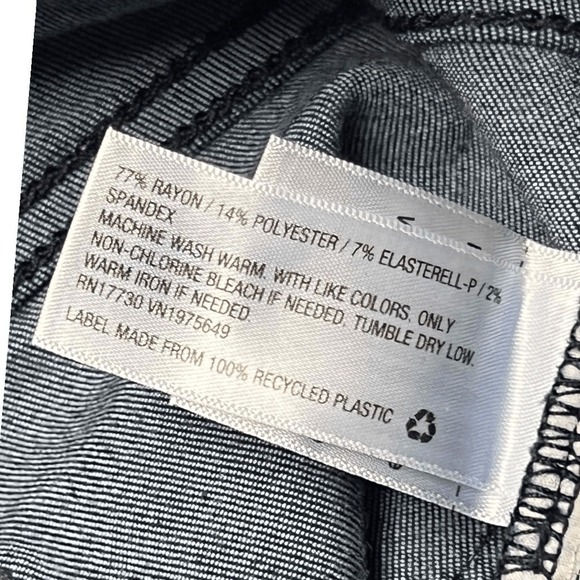 77% RAYON / 14% POLYESTER / 7% ELASTERELL-P / 2%
SPANDEX
MACHINE WASH WARM. WITH LIKE COLORS. ONLY
NON-CHLORINE BLEACH IF NEEDED. TUMBLE DRY LOW.
WARM IRON IF NEEDED
RN17730 VN1975649
LABEL MADE FROM 100% RECYCLED PLASTIC